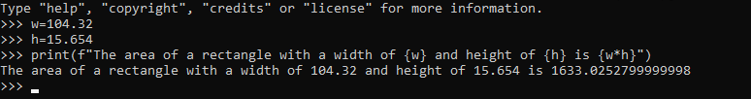 Type "help", "copyright", "credits" or "license" for more information.
>>> w=104.32
>>> h=15.654
>>> print(f"The area of a rectangle with a width of {w} and height of {h} is {w*h}")
The area of a rectangle with a width of 104.32 and height of 15.654 is 1633.0252799999998
>>>